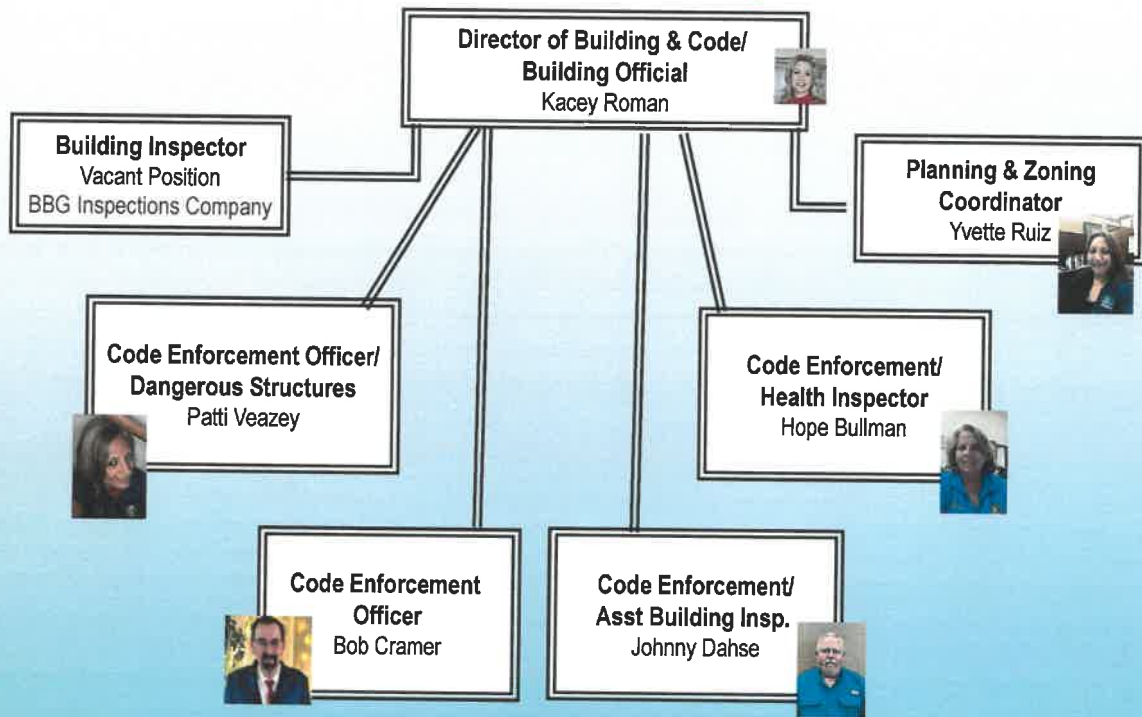 Director of Building & Code/
Building Official
Kacey Roman
Building Inspector
Vacant Position
BBG Inspections Company
Planning & Zoning
Coordinator
Yvette Ruiz
Code Enforcement Officer/
Dangerous Structures
Patti Veazey
Code Enforcement/
Health Inspector
Hope Bullman
Code Enforcement
Officer
Bob Cramer
Code Enforcement/
Asst Building Insp.
Johnny Dahse